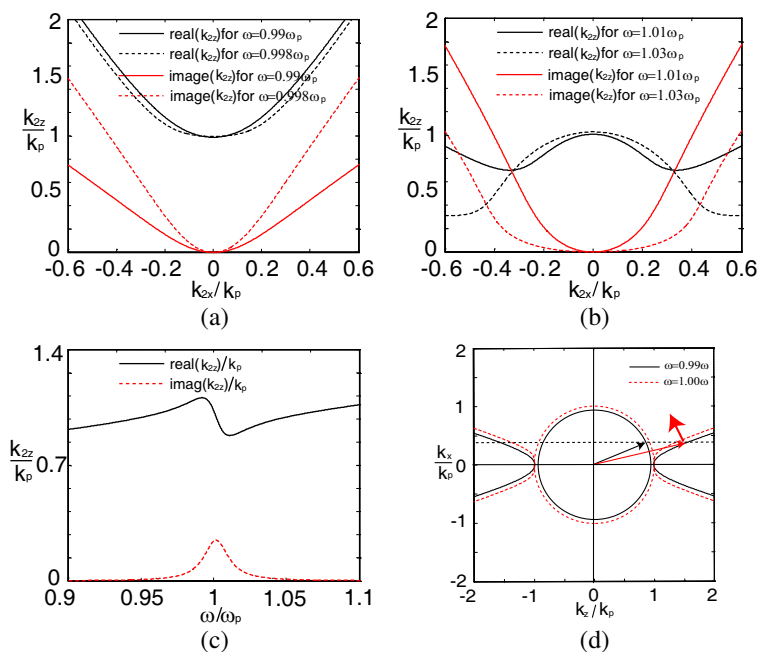 2
real(k2z)for ω=0.99ωp
real(k2z)for ω=0.998ωp
1.5
image(k2z)for ω=0.99ωp
image(k2z)for ω=0.998ωp
k2z
kp
1
0.5
0
-0.6 -0.4 -0.2 0 0.2 0.4 0.6
k2x/kp
(a)
2
real(k2z)for ω=1.01ωp
real(k2z)for ω=1.03ωp
1.5
image(k2z)for ω=1.01ωp
image(k2z)for ω=1.03ωp
k2z
kp
1
0.5
0
-0.6 -0.4 -0.2 0 0.2 0.4 0.6
k2x/kp
(b)
1.4
real(k2z)/kp
imag(k2z)/kp
k2z
kp
0.7
0
0.9 0.95 1 1.05 1.1
ω/ωp
(c)
2
ω=0.99ω
ω=1.00ω
1
kx
kp
0
-1
-2
-2 -1 0 1 2
kz/kp
(d)